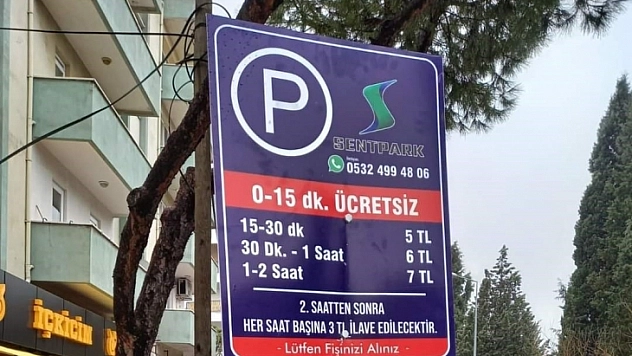 P
SENTPARK
İletişim
0532 499 48 06
0-15 dk. ÜCRETSİZ
15-30 dk 5 TL
30 Dk. - 1 Saat 6 TL
1-2 Saat 7 TL
2. SAATTEN SONRA
HER SAAT BAŞINA 3 TL İLAVE EDİLECEKTİR.
- Lütfen Fişinizi Alınız -
İÇKİCİM